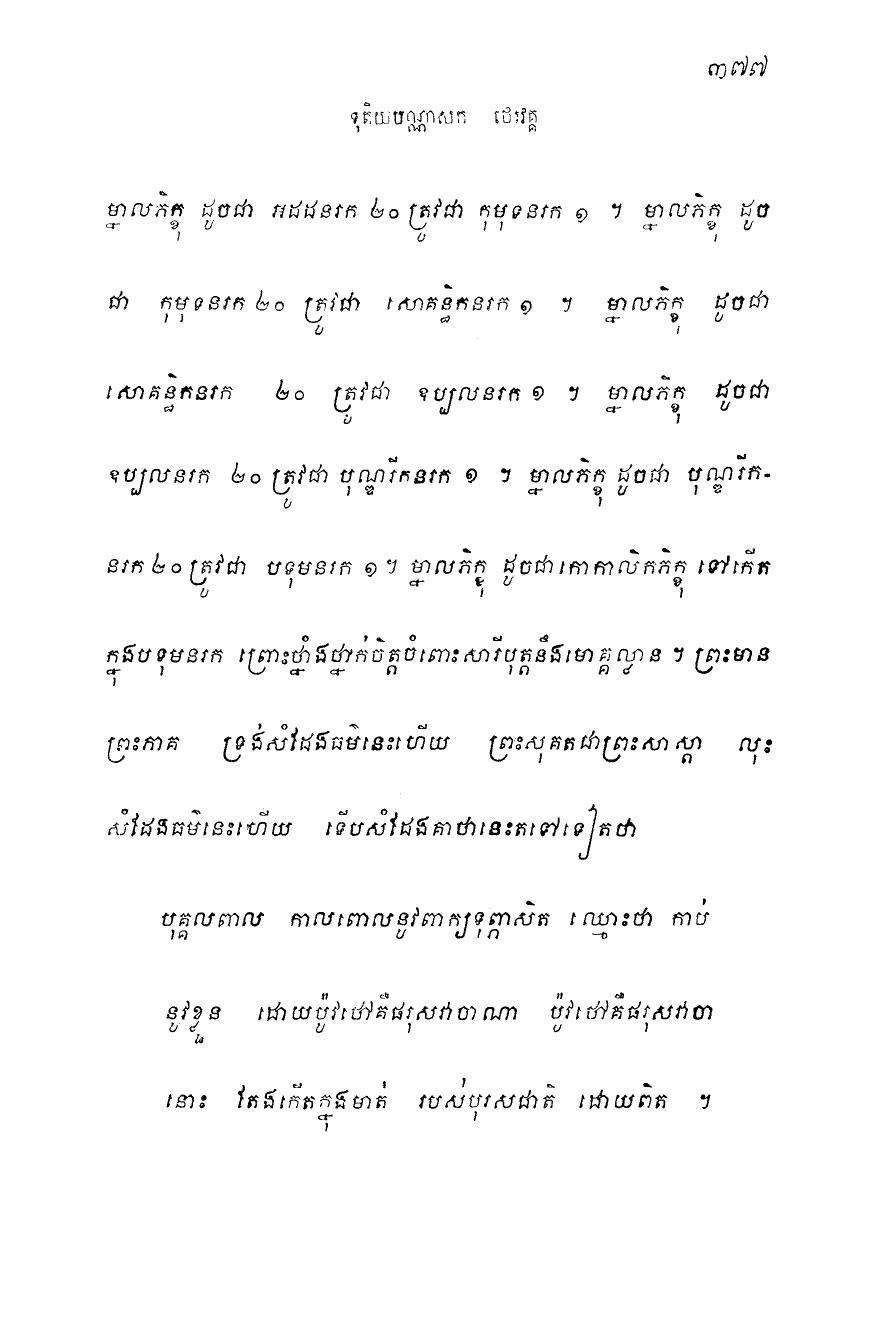 ៣៧៧
ទុតិយបណ្ណាសក ថេរវគ្គ
ម្នាលភិក្ខុ ដូចជា អដដនរក ២០ ត្រូវជា កុមុទនរក ១ ។ ម្នាលភិក្ខុ ដូច
ជា កុមុទនរក ២០ ត្រូវជា សោគន្ធិកនរក ១ ។ ម្នាលភិក្ខុ ដូចជា
សោគន្ធិកនរក ២០ ត្រូវជា ឧប្បលនរក ១ ។ ម្នាលភិក្ខុ ដូចជា
ឧប្បលនរក ២០ ត្រូវជា បុណ្ឌរីកនរក ១ ។ ម្នាលភិក្ខុ ដូចជា បុណ្ឌរីក-
នរក ២០ ត្រូវជា បទុមនរក ១ ។ ម្នាលភិក្ខុ ដូចជាកោកាលិកភិក្ខុ ទៅកើត
ក្នុងបទុមនរក ព្រោះថ្នាំងថ្នាក់ចិត្តចំពោះសារីបុត្តនឹងមោគ្គល្លាន ។ ព្រះមាន
ព្រះភាគ ទ្រង់សំដែងធម៌នេះហើយ ព្រះសុគតជាព្រះសាស្តា លុះ
សំដែងធម៌នេះហើយ ទើបសំដែងគាថានេះតទៅទៀតថា
បុគ្គលពាល កាលពោលនូវពាក្យទុព្ភាសិត ឈ្មោះថា កាប់
នូវខ្លួន ដោយប៉ូវថៅគឺផរុសវាចាណា ប៉ូវថៅគឺផរុសវាចា
នោះ តែងកើតក្នុងមាត់ របស់បុរសជាតិ ដោយពិត ។